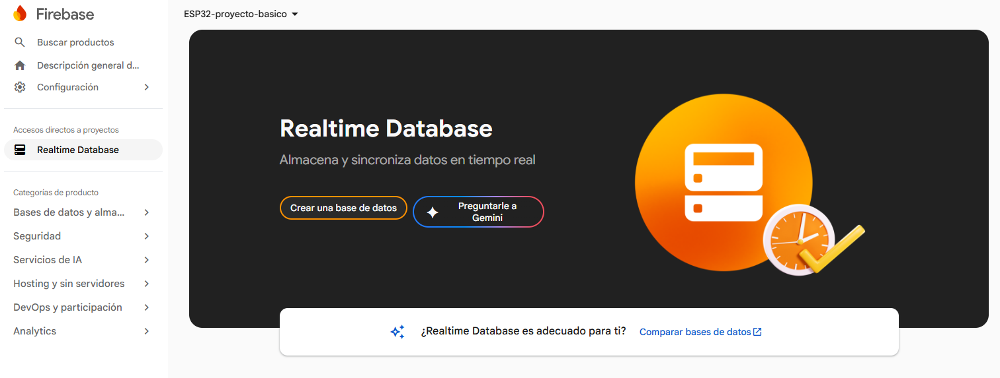 Firebase
Buscar productos
Descripción general d...
Configuración
Accesos directos a proyectos
Realtime Database
Categorías de producto
Bases de datos y alma...
Seguridad
Servicios de IA
Hosting y sin servidores
DevOps y participación
Analytics
ESP32-proyecto-basico
Realtime Database
Almacena y sincroniza datos en tiempo real
Crear una base de datos
Preguntarle a
Gemini
¿Realtime Database es adecuado para ti? Comparar bases de datos